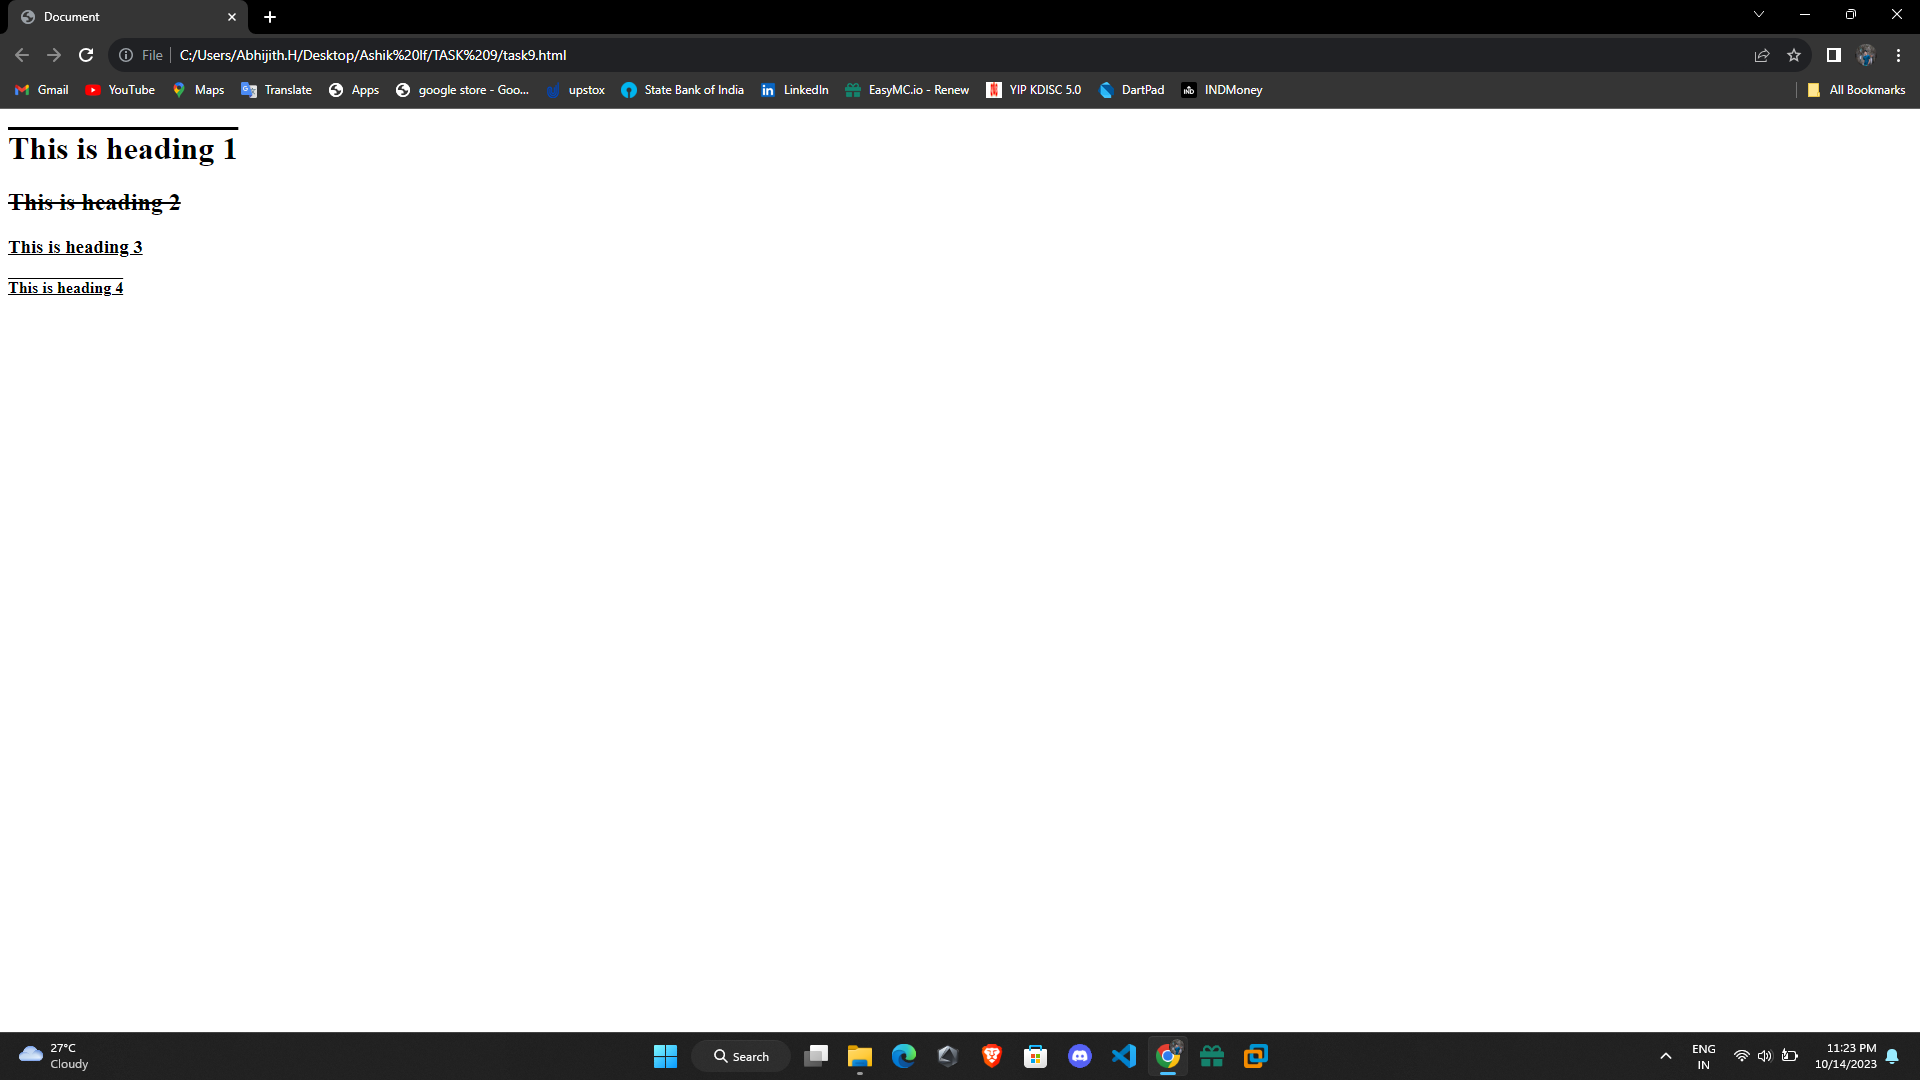 Document
File
C:/Users/Abhijith.H/Desktop/Ashik%20lf/TASK%209/task9.html
Gmail YouTube Maps Translate Apps google store - Goo... upstox State Bank of India LinkedIn EasyMC.io - Renew YIP KDISC 5.0 DartPad INDMoney All Bookmarks
This is heading 1
This is heading 2
This is heading 3
This is heading 4
27°C
Cloudy
Search
ENG
IN
11:23 PM
10/14/2023